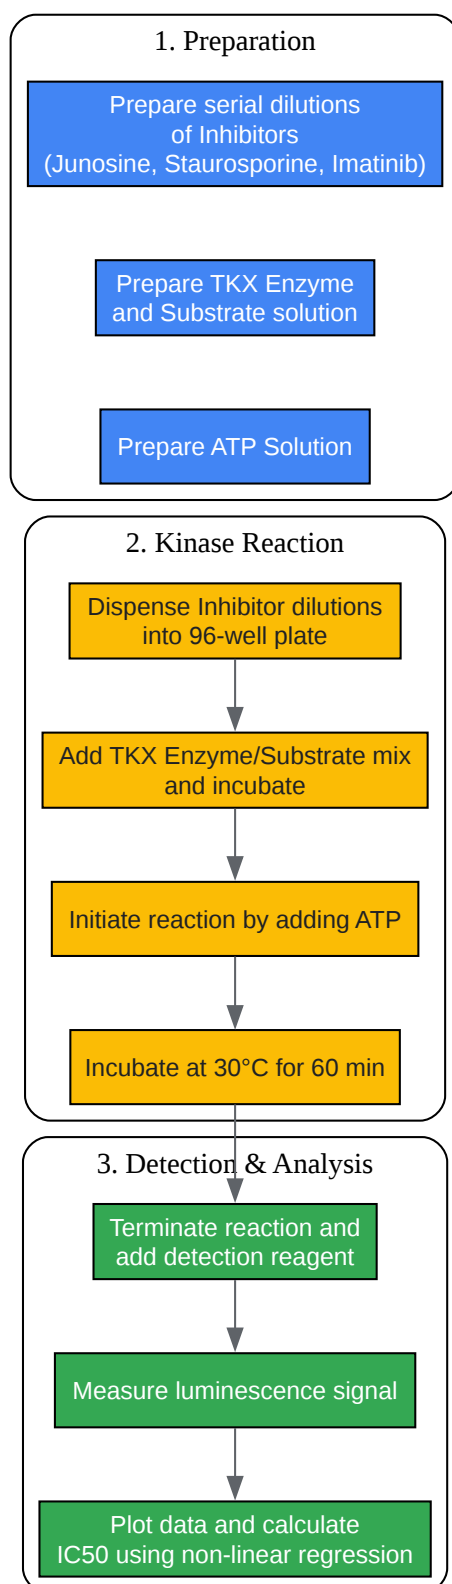 1. Preparation
Prepare serial dilutions
of Inhibitors
(Junosine, Staurosporine, Imatinib)
Prepare TKX Enzyme
and Substrate solution
Prepare ATP Solution
2. Kinase Reaction
Dispense Inhibitor dilutions
into 96-well plate
Add TKX Enzyme/Substrate mix
and incubate
Initiate reaction by adding ATP
Incubate at 30°C for 60 min
3. Detection & Analysis
Terminate reaction and
add detection reagent
Measure luminescence signal
Plot data and calculate
IC50 using non-linear regression